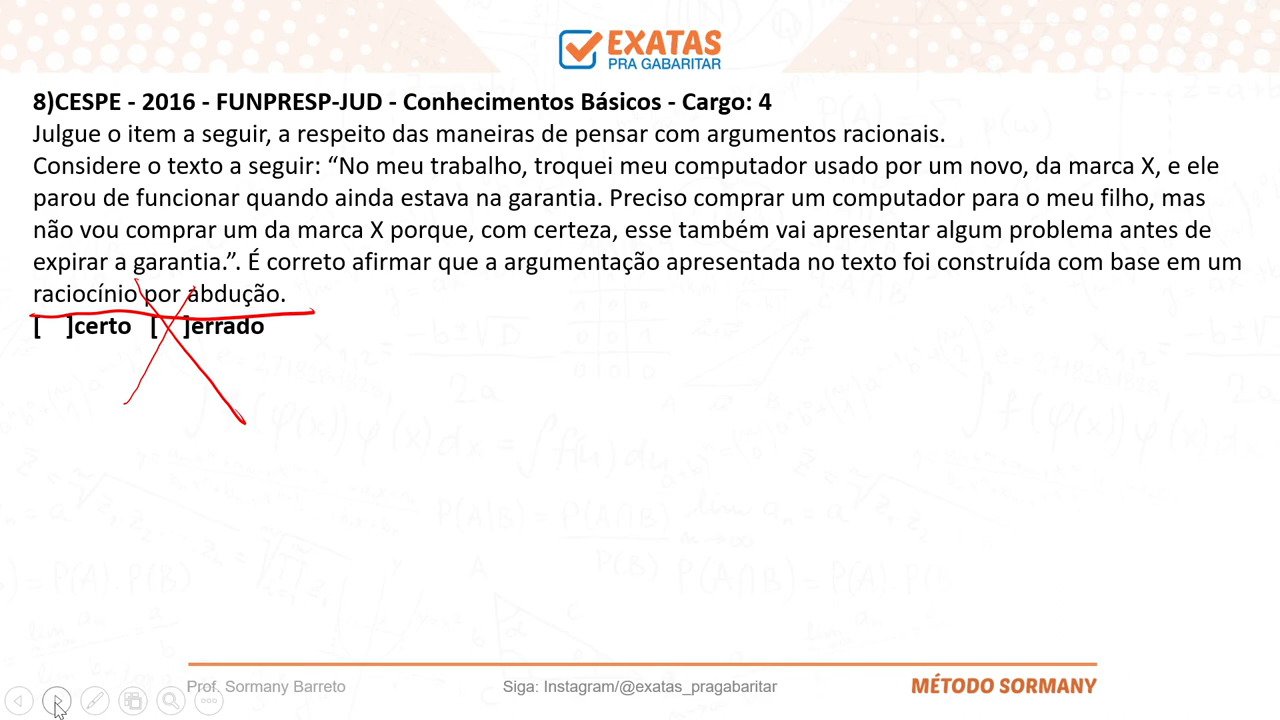 EXATAS
PRA GABARITAR
8)CESPE - 2016 - FUNPRESP-JUD - Conhecimentos Básicos - Cargo: 4
Julgue o item a seguir, a respeito das maneiras de pensar com argumentos racionais.
Considere o texto a seguir: “No meu trabalho, troquei meu computador usado por um novo, da marca X, e ele
parou de funcionar quando ainda estava na garantia. Preciso comprar um computador para o meu filho, mas
não vou comprar um da marca X porque, com certeza, esse também vai apresentar algum problema antes de
expirar a garantia.”. É correto afirmar que a argumentação apresentada no texto foi construída com base em um
raciocínio por abdução.
[ ]certo [ ]errado
Prof. Sormany Barreto
Siga: Instagram/@exatas_pragabaritar
MÉTODO SORMANY